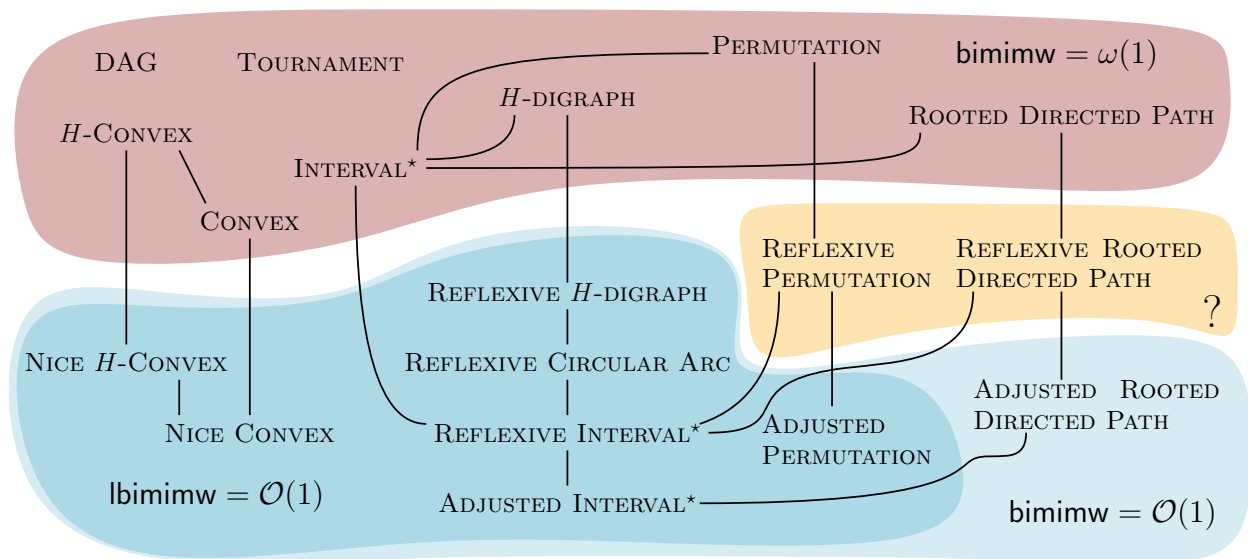 PERMUTATION
bimimw = ω(1)
DAG
TOURNAMENT
H-DIGRAPH
ROOTED DIRECTED PATH
H-CONVEX
INTERVAL⋆
CONVEX
REFLEXIVE
PERMUTATION
REFLEXIVE ROOTED
DIRECTED PATH
?
REFLEXIVE H-DIGRAPH
NICE H-CONVEX
REFLEXIVE CIRCULAR ARC
ADJUSTED ROOTED
DIRECTED PATH
NICE CONVEX
REFLEXIVE INTERVAL⋆
ADJUSTED
PERMUTATION
lbimimw = 𝒪(1)
ADJUSTED INTERVAL⋆
bimimw = 𝒪(1)